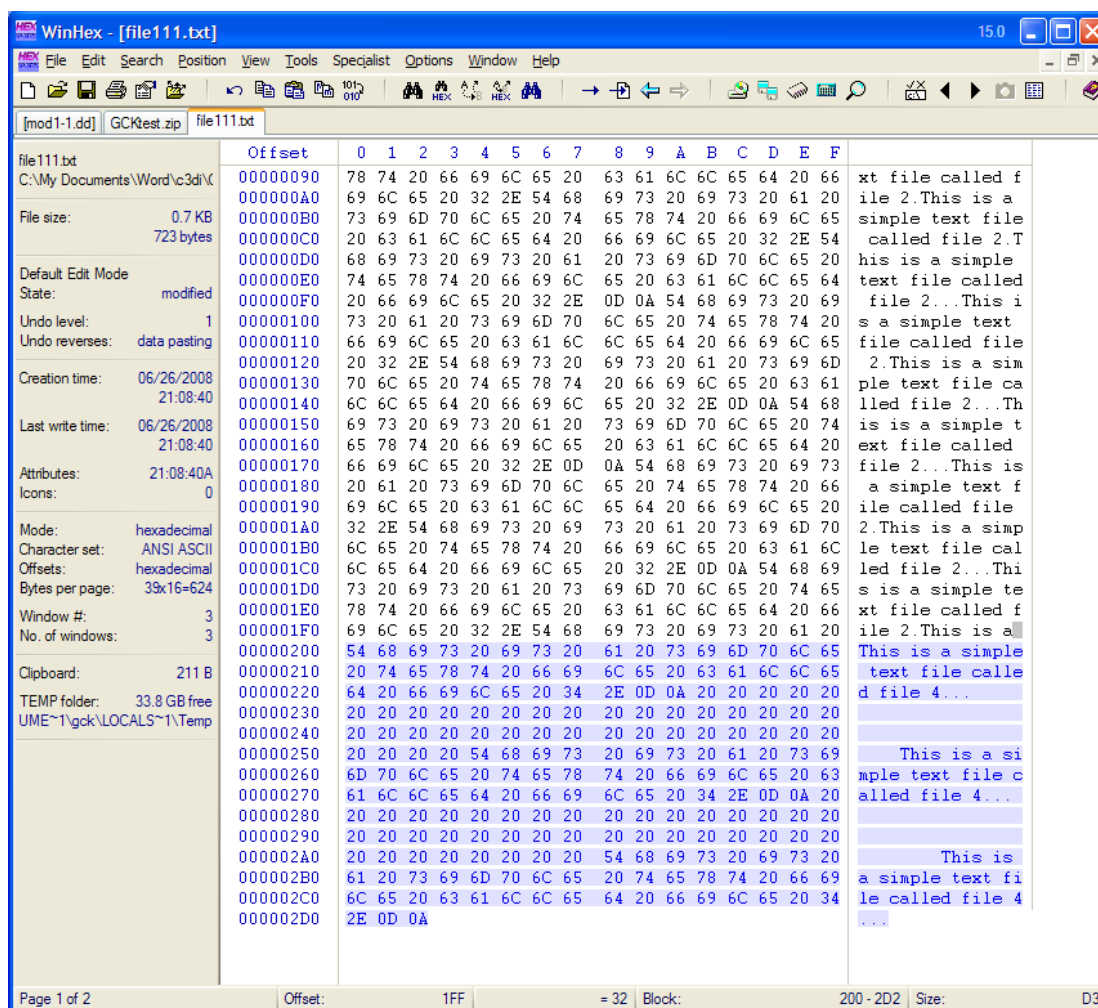 WinHex - [file111.txt] 15.0
File Edit Search Position View Tools Specialist Options Window Help
[mod1-1.dd] GCKtest.zip file111.txt
file111.txt
C:\My Documents\Word\c3di\(
File size: 0.7 KB
723 bytes
Default Edit Mode
State: modified
Undo level: 1
Undo reverses: data pasting
Creation time: 06/26/2008
21:08:40
Last write time: 06/26/2008
21:08:40
Attributes: 21:08:40A
Icons: 0
Mode: hexadecimal
Character set: ANSI ASCII
Offsets: hexadecimal
Bytes per page: 39x16=624
Window #: 3
No. of windows: 3
Clipboard: 211 B
TEMP folder: 33.8 GB free
UME~1\gck\LOCALS~1\Temp
Offset 0 1 2 3 4 5 6 7 8 9 A B C D E F
00000090 78 74 20 66 69 6C 65 20 63 61 6C 6C 65 64 20 66 xt file called f
000000A0 69 6C 65 20 32 2E 54 68 69 73 20 69 73 20 61 20 ile 2.This is a
000000B0 73 69 6D 70 6C 65 20 74 65 78 74 20 66 69 6C 65 simple text file
000000C0 20 63 61 6C 6C 65 64 20 66 69 6C 65 20 32 2E 54 called file 2.T
000000D0 68 69 73 20 69 73 20 61 20 73 69 6D 70 6C 65 20 his is a simple
000000E0 74 65 78 74 20 66 69 6C 65 20 63 61 6C 6C 65 64 text file called
000000F0 20 66 69 6C 65 20 32 2E 0D 0A 54 68 69 73 20 69 file 2...This i
00000100 73 20 61 20 73 69 6D 70 6C 65 20 74 65 78 74 20 s a simple text
00000110 66 69 6C 65 20 63 61 6C 6C 65 64 20 66 69 6C 65 file called file
00000120 20 32 2E 54 68 69 73 20 69 73 20 61 20 73 69 6D 2.This is a sim
00000130 70 6C 65 20 74 65 78 74 20 66 69 6C 65 20 63 61 ple text file ca
00000140 6C 6C 65 64 20 66 69 6C 65 20 32 2E 0D 0A 54 68 lled file 2...Th
00000150 69 73 20 69 73 20 61 20 73 69 6D 70 6C 65 20 74 is is a simple t
00000160 65 78 74 20 66 69 6C 65 20 63 61 6C 6C 65 64 20 ext file called
00000170 66 69 6C 65 20 32 2E 0D 0A 54 68 69 73 20 69 73 file 2...This is
00000180 20 61 20 73 69 6D 70 6C 65 20 74 65 78 74 20 66 a simple text f
00000190 69 6C 65 20 63 61 6C 6C 65 64 20 66 69 6C 65 20 ile called file
000001A0 32 2E 54 68 69 73 20 69 73 20 61 20 73 69 6D 70 2.This is a simp
000001B0 6C 65 20 74 65 78 74 20 66 69 6C 65 20 63 61 6C le text file cal
000001C0 6C 65 64 20 66 69 6C 65 20 32 2E 0D 0A 54 68 69 led file 2...Thi
000001D0 73 20 69 73 20 61 20 73 69 6D 70 6C 65 20 74 65 s is a simple te
000001E0 78 74 20 66 69 6C 65 20 63 61 6C 6C 65 64 20 66 xt file called f
000001F0 69 6C 65 20 32 2E 54 68 69 73 20 69 73 20 61 20 ile 2.This is a
00000200 54 68 69 73 20 69 73 20 61 20 73 69 6D 70 6C 65 This is a simple
00000210 20 74 65 78 74 20 66 69 6C 65 20 63 61 6C 6C 65 text file calle
00000220 64 20 66 69 6C 65 20 34 2E 0D 0A 20 20 20 20 20 d file 4...
00000230 20 20 20 20 20 20 20 20 20 20 20 20 20 20 20 20
00000240 20 20 20 20 20 20 20 20 20 20 20 20 20 20 20 20
00000250 20 20 20 20 54 68 69 73 20 69 73 20 61 20 73 69 This is a si
00000260 6D 70 6C 65 20 74 65 78 74 20 66 69 6C 65 20 63 mple text file c
00000270 61 6C 6C 65 64 20 66 69 6C 65 20 34 2E 0D 0A 20 alled file 4...
00000280 20 20 20 20 20 20 20 20 20 20 20 20 20 20 20 20
00000290 20 20 20 20 20 20 20 20 20 20 20 20 20 20 20 20
000002A0 20 20 20 20 20 20 20 20 54 68 69 73 20 69 73 20 This is
000002B0 61 20 73 69 6D 70 6C 65 20 74 65 78 74 20 66 69 a simple text fi
000002C0 6C 65 20 63 61 6C 6C 65 64 20 66 69 6C 65 20 34 le called file 4
000002D0 2E 0D 0A ...
Page 1 of 2 Offset: 1FF = 32 Block: 200 - 2D2 Size: D3